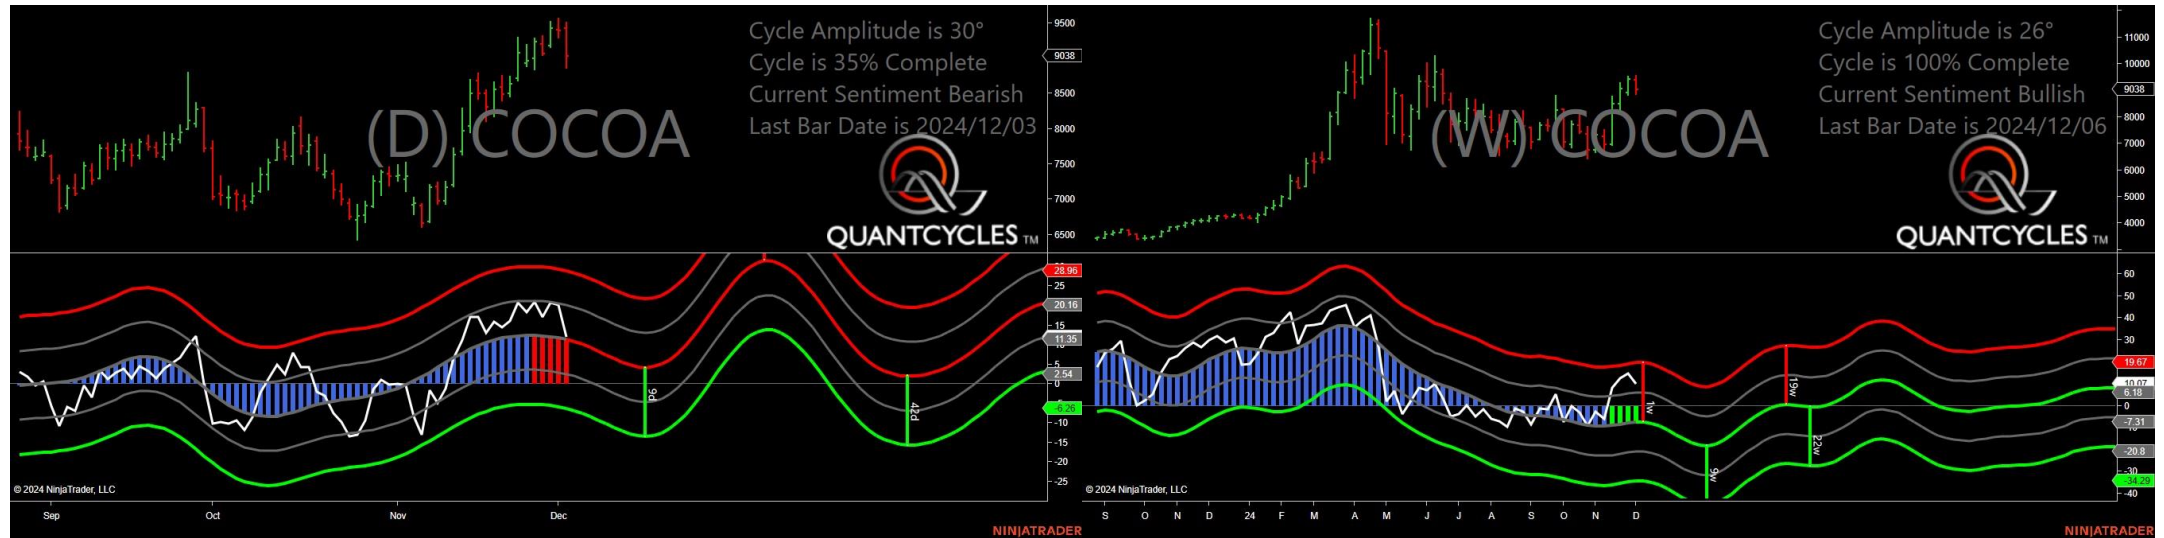 Cycle Amplitude is 30°
Cycle is 35% Complete
Current Sentiment Bearish
Last Bar Date is 2024/12/03
(D) COCOA
QUANTCYCLES TM
9500
9038
8500
8000
7500
7000
6500
28.96
25
20.16
15
11.35
2.54
0
-6.26
-10
-15
-20
-25
9d
42d
© 2024 NinjaTrader, LLC
Sep Oct Nov Dec
NINJATRADER
Cycle Amplitude is 26°
Cycle is 100% Complete
Current Sentiment Bullish
Last Bar Date is 2024/12/06
(W) COCOA
QUANTCYCLES TM
11000
10000
9038
8000
7000
6000
5000
4000
60
50
40
30
19.67
10.07
6.18
0
-7.31
-20.8
-30
-34.29
-40
1w
9w
19w
22w
© 2024 NinjaTrader, LLC
S O N D 24 F M A M J J A S O N D
NINJATRADER